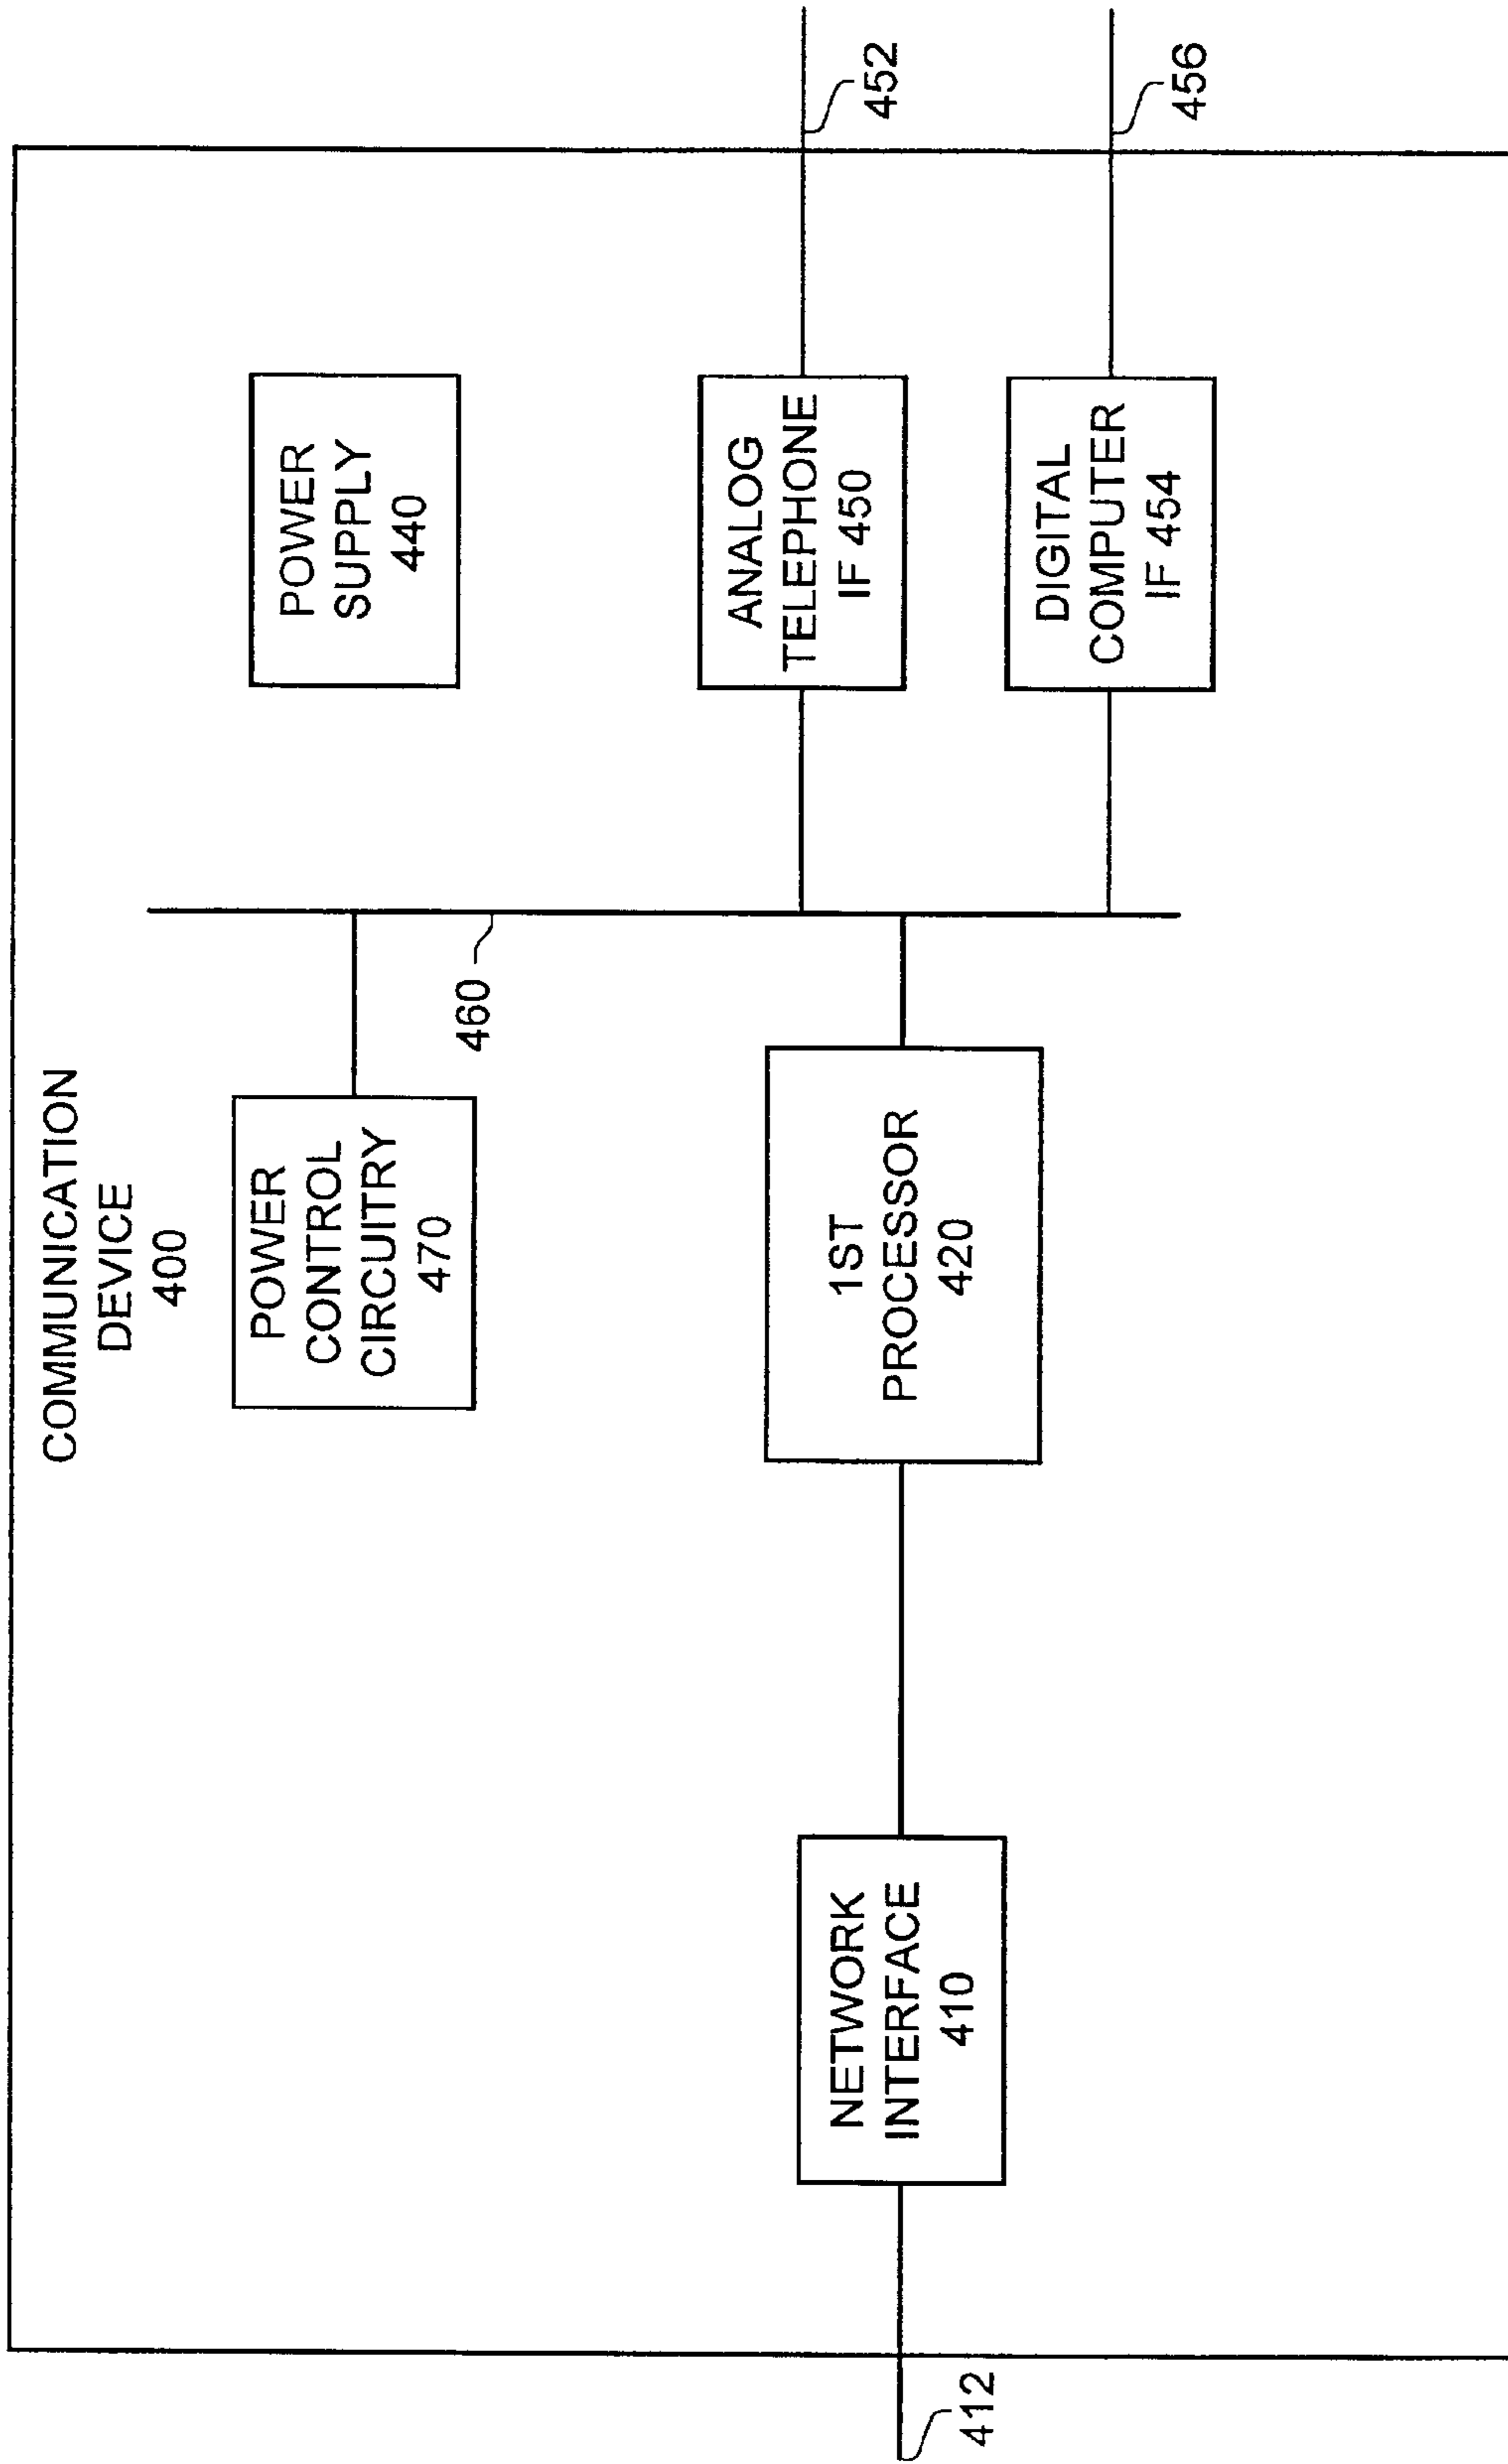 COMMUNICATION
DEVICE
400
POWER
CONTROL
CIRCUITRY
470
POWER
SUPPLY
440
460
412
NETWORK
INTERFACE
410
1ST
PROCESSOR
420
ANALOG
TELEPHONE
IF 450
452
DIGITAL
COMPUTER
IF 454
456